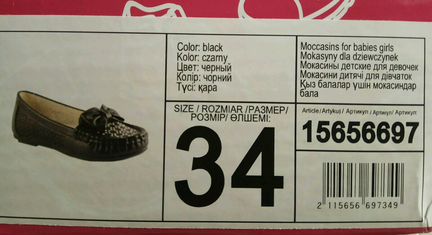 Color: black
Kolor: czarny
Цвет: черный
Колір: чорний
Түсі: қара
Moccasins for babies girls
Mokasyny dla dziewczynek
Мокасины детские для девочек
Мокасини дитячі для дівчаток
Қыз балалар үшін мокасиндар
бала
SIZE / ROZMIAR /РАЗМЕР/
РОЗМІР/ ӨЛШЕМІ:
34
Article/Artykuł / Артикул / Артикул/ Артикул:
15656697
2 115656 697349